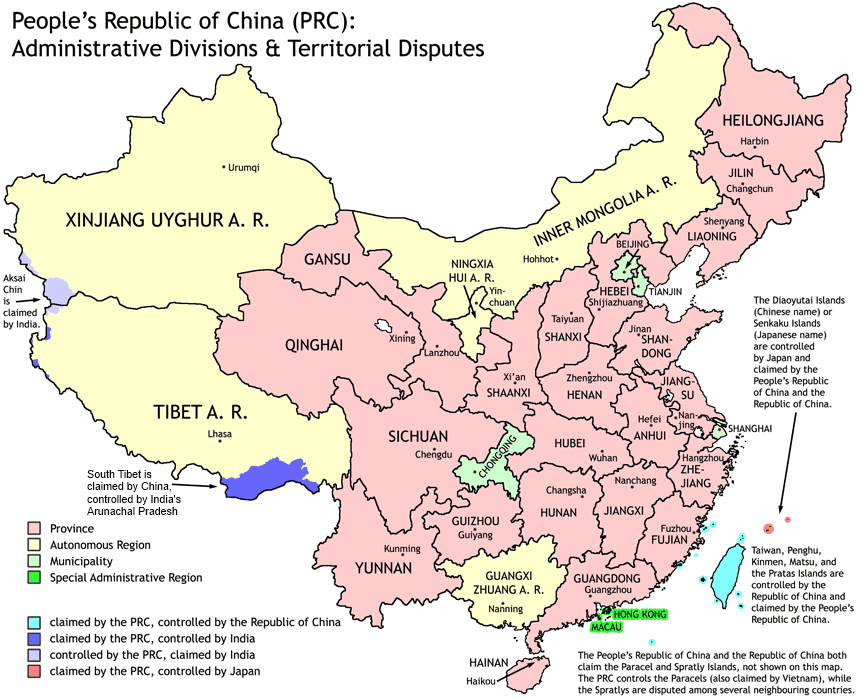 People's Republic of China (PRC):
Administrative Divisions & Territorial Disputes
HEILONGJIANG
Harbin
JILIN
Changchun
Urumqi
XINJIANG UYGHUR A. R.
INNER MONGOLIA A. R.
Shenyang
LIAONING
BEIJING
GANSU
NINGXIA
HUI A. R.
Hohhot
Yin-
chuan
HEBEI
Shijiazhuang
TIANJIN
Aksai
Chin
is
claimed
by India.
The Diaoyutai Islands
(Chinese name) or
Senkaku Islands
(Japanese name)
are controlled
by Japan and
claimed by the
People's Republic
of China and the
Republic of China.
QINGHAI
Xining
Lanzhou
Taiyuan
SHANXI
Jinan
SHAN-
DONG
Xi'an
SHAANXI
Zhengzhou
HENAN
JIANG-
SU
TIBET A. R.
Lhasa
SICHUAN
Chengdu
CHONGQING
HUBEI
Wuhan
Hefei
ANHUI
Nan-
jing
SHANGHAI
Hangzhou
ZHE-
JIANG
South Tibet is
claimed by China,
controlled by India's
Arunachal Pradesh
Changsha
HUNAN
Nanchang
JIANGXI
GUIZHOU
Guiyang
Fuzhou
FUJIAN
Kunming
YUNNAN
GUANGXI
ZHUANG A. R.
Nanning
GUANGDONG
Guangzhou
HONG KONG
MACAU
HAINAN
Haikou
Taiwan, Penghu,
Kinmen, Matsu, and
the Pratas Islands are
controlled by the
Republic of China and
claimed by the People's
Republic of China.
Province
Autonomous Region
Municipality
Special Administrative Region
claimed by the PRC, controlled by the Republic of China
claimed by the PRC, controlled by India
controlled by the PRC, claimed by India
claimed by the PRC, controlled by Japan
The People's Republic of China and the Republic of China both
claim the Paracel and Spratly Islands, not shown on this map.
The PRC controls the Paracels (also claimed by Vietnam), while
the Spratlys are disputed among several neighbouring countries.